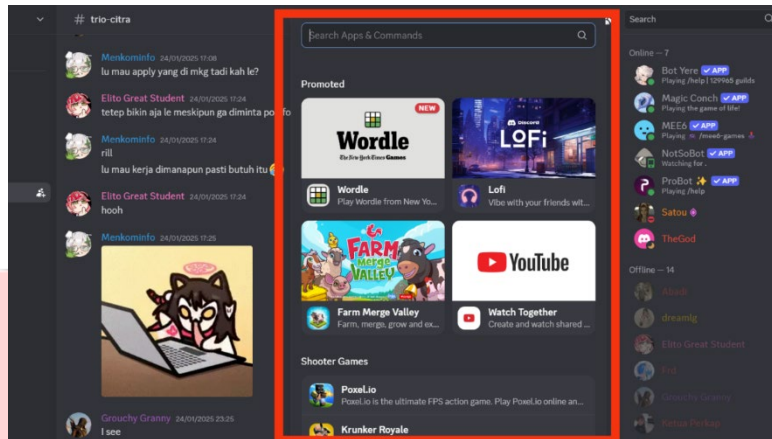 # trio-citra
Menkominfo 24/01/2025 17:08
lu mau apply yang di mkg tadi kah le?
Elito Great Student 24/01/2025 17:24
tetep bikin aja le meskipun ga diminta po fo
Menkominfo 24/01/2025 17:24
rill
lu mau kerja dimanapun pasti butuh itu
Elito Great Student 24/01/2025 17:24
hooh
Menkominfo 24/01/2025 17:25
Grouchy Granny 24/01/2025 23:25
I see
Search Apps & Commands
Promoted
NEW
Wordle
The New York Times Games
Wordle
Play Wordle from New Yo...
Discord
LOFi
Lofi
Vibe with your friends wit...
FARM
Merge
VALLEY
Farm Merge Valley
Farm, merge, grow and ex...
YouTube
Watch Together
Create and watch shared ...
Shooter Games
Poxel.io
Poxel.io is the ultimate FPS action game. Play Poxel.io online an...
Krunker Royale
Search
Online — 7
Bot Yere ✓ APP
Playing /help | 129965 guilds
Magic Conch ✓ APP
Playing the game of life!
MEE6 ✓ APP
Playing /meed-games
NotSoBot ✓ APP
Watching for .
ProBot ✨ ✓ APP
Playing /help
Satou
TheGod
Offline — 14
Abadi
dreamig
Elito Great Student
Frd
Grouchy Granny
Ketua Perkap